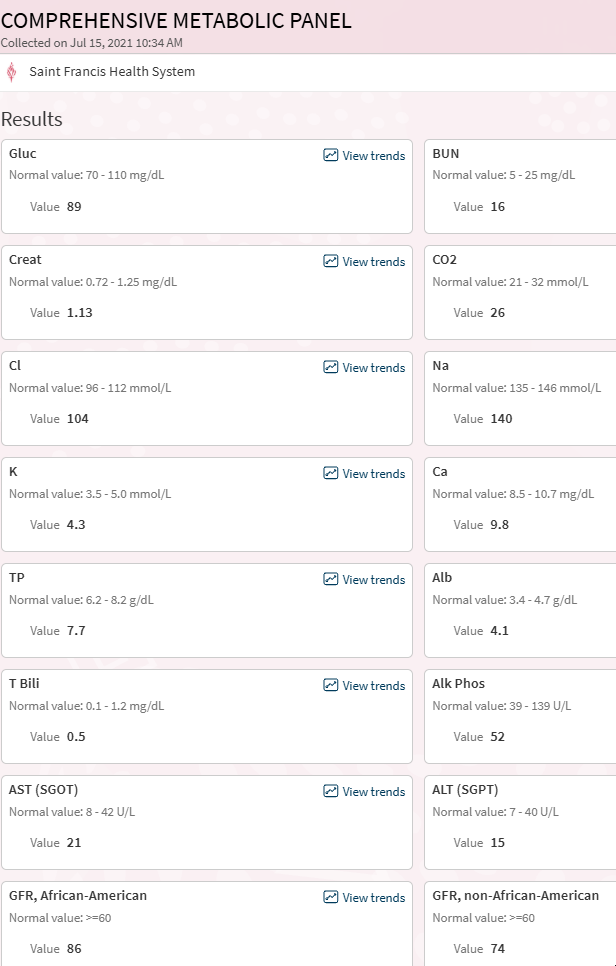 COMPREHENSIVE METABOLIC PANEL
Collected on Jul 15, 2021 10:34 AM
Saint Francis Health System
Results
Gluc
View trends
Normal value: 70 - 110 mg/dL
Value 89
BUN
Normal value: 5 - 25 mg/dL
Value 16
Creat
View trends
Normal value: 0.72 - 1.25 mg/dL
Value 1.13
CO2
Normal value: 21 - 32 mmol/L
Value 26
Cl
View trends
Normal value: 96 - 112 mmol/L
Value 104
Na
Normal value: 135 - 146 mmol/L
Value 140
K
View trends
Normal value: 3.5 - 5.0 mmol/L
Value 4.3
Ca
Normal value: 8.5 - 10.7 mg/dL
Value 9.8
TP
View trends
Normal value: 6.2 - 8.2 g/dL
Value 7.7
Alb
Normal value: 3.4 - 4.7 g/dL
Value 4.1
T Bili
View trends
Normal value: 0.1 - 1.2 mg/dL
Value 0.5
Alk Phos
Normal value: 39 - 139 U/L
Value 52
AST (SGOT)
View trends
Normal value: 8 - 42 U/L
Value 21
ALT (SGPT)
Normal value: 7 - 40 U/L
Value 15
GFR, African-American
View trends
Normal value: >=60
Value 86
GFR, non-African-American
Normal value: >=60
Value 74